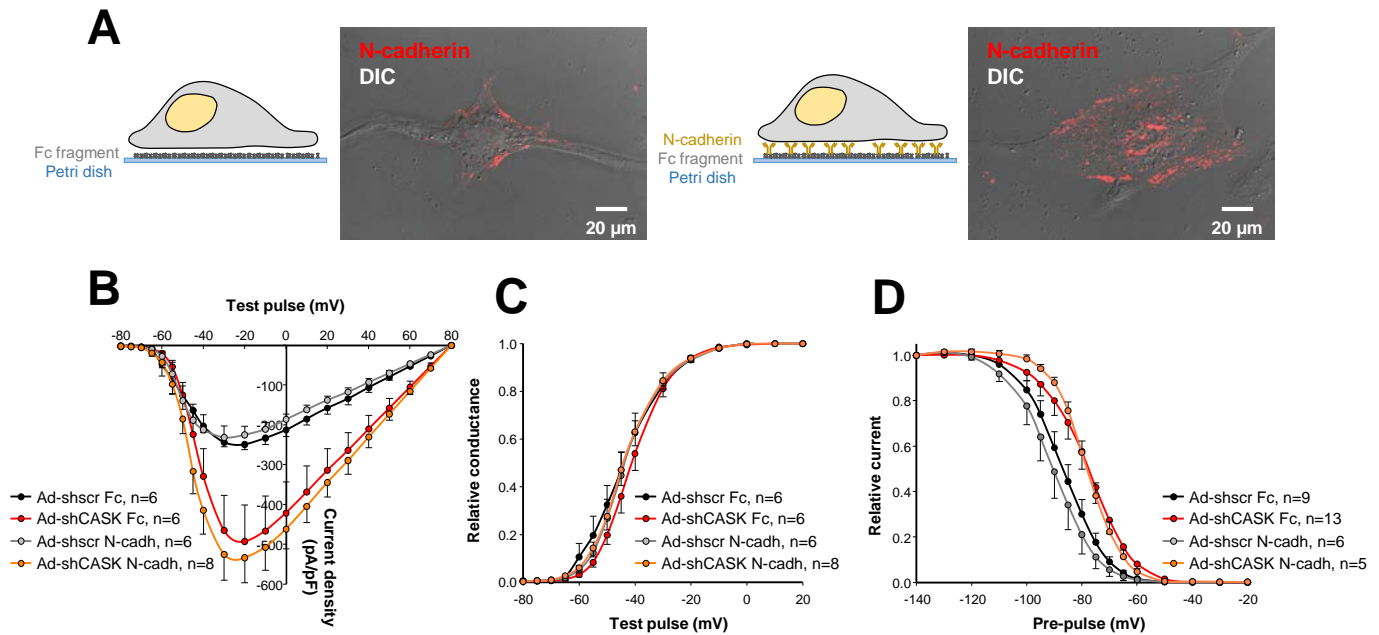 A
N-cadherin
DIC
Fc fragment
Petri dish
20 µm
N-cadherin
Fc fragment
Petri dish
N-cadherin
DIC
20 µm
B
Test pulse (mV)
-80 -60 -40 -20 0 20 40 60 80
-100
-200
-300
-400
-500
-600
Current density
(pA/pF)
Ad-shscr Fc, n=6
Ad-shCASK Fc, n=6
Ad-shscr N-cadh, n=6
Ad-shCASK N-cadh, n=8
C
Relative conductance
1.0
0.8
0.6
0.4
0.2
0.0
-80 -60 -40 -20 0 20
Test pulse (mV)
Ad-shscr Fc, n=6
Ad-shCASK Fc, n=6
Ad-shscr N-cadh, n=6
Ad-shCASK N-cadh, n=8
D
Relative current
1.0
0.8
0.6
0.4
0.2
0.0
-140 -120 -100 -80 -60 -40 -20
Pre-pulse (mV)
Ad-shscr Fc, n=9
Ad-shCASK Fc, n=13
Ad-shscr N-cadh, n=6
Ad-shCASK N-cadh, n=5